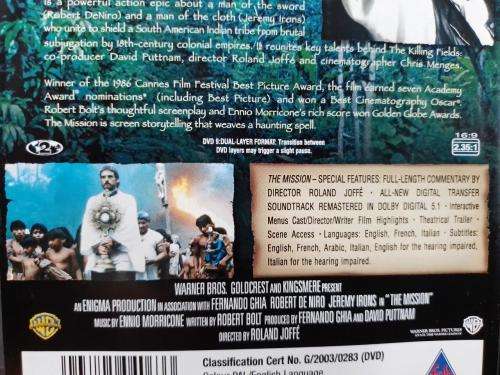 is a powerful action epic about a man of the sword
(Robert DeNiro) and a man of the cloth (Jeremy Irons)
who unite to shield a South American Indian tribe from brutal
subjugation by 18th-century colonial empires. It reunites key talents behind The Killing Fields:
co-producer David Puttnam, director Roland Joffé and cinematographer Chris Menges.
Winner of the 1986 Cannes Film Festival Best Picture Award, the film earned seven Academy
Award® nominations® (including Best Picture) and won a Best Cinematography Oscar®.
Robert Bolt's thoughtful screenplay and Ennio Morricone's rich score won Golden Globe Awards.
The Mission is screen storytelling that weaves a haunting spell.
2
DVD 9:DUAL-LAYER FORMAT: Transition between
DVD layers may trigger a slight pause.
16:9
2.35:1
THE MISSION – SPECIAL FEATURES: FULL-LENGTH COMMENTARY BY
DIRECTOR ROLAND JOFFÉ · ALL-NEW DIGITAL TRANSFER
SOUNDTRACK REMASTERED IN DOLBY DIGITAL 5.1 · Interactive
Menus Cast/Director/Writer Film Highlights · Theatrical Trailer ·
Scene Access · Languages: English, French, Italian · Subtitles:
English, French, Arabic, Italian, English for the hearing impaired,
Italian for the hearing impaired.
WARNER BROS. GOLDCREST AND KINGSMERE PRESENT
AN ENIGMA PRODUCTION IN ASSOCIATION WITH FERNANDO GHIA ROBERT DE NIRO JEREMY IRONS IN "THE MISSION"
MUSIC BY ENNIO MORRICONE WRITTEN BY ROBERT BOLT PRODUCED BY FERNANDO GHIA AND DAVID PUTTNAM
DIRECTED BY ROLAND JOFFÉ
WARNER BROS. PICTURES
Classification Cert No. G/2003/0283 (DVD)
Colour PAL/English Language